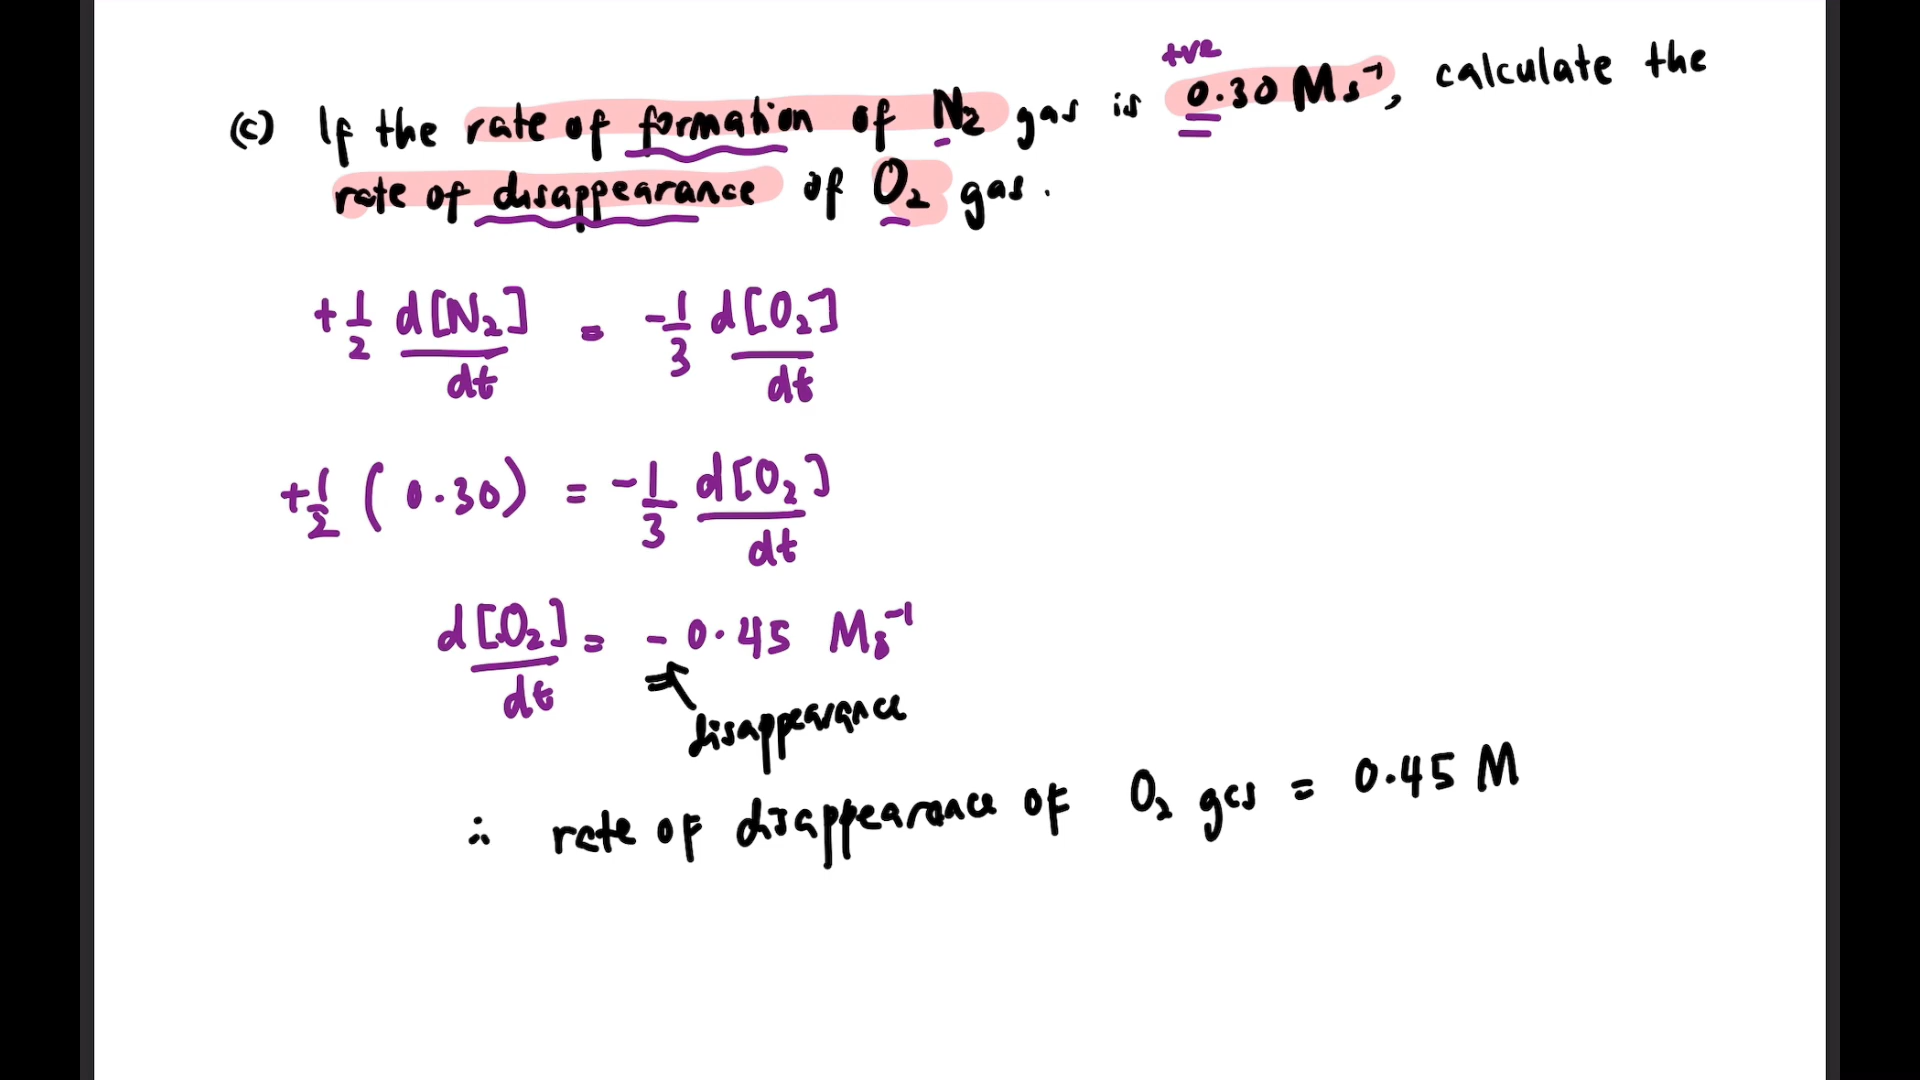 +ve
(c) If the rate of formation of N₂ gas is 0.30 Ms⁻¹, calculate the
rate of disappearance of O₂ gas.
+1/2 d[N₂]/dt = -1/3 d[O₂]/dt
+1/2 (0.30) = -1/3 d[O₂]/dt
d[O₂]/dt = -0.45 Ms⁻¹
disappearance
∴ rate of disappearance of O₂ gas = 0.45 M